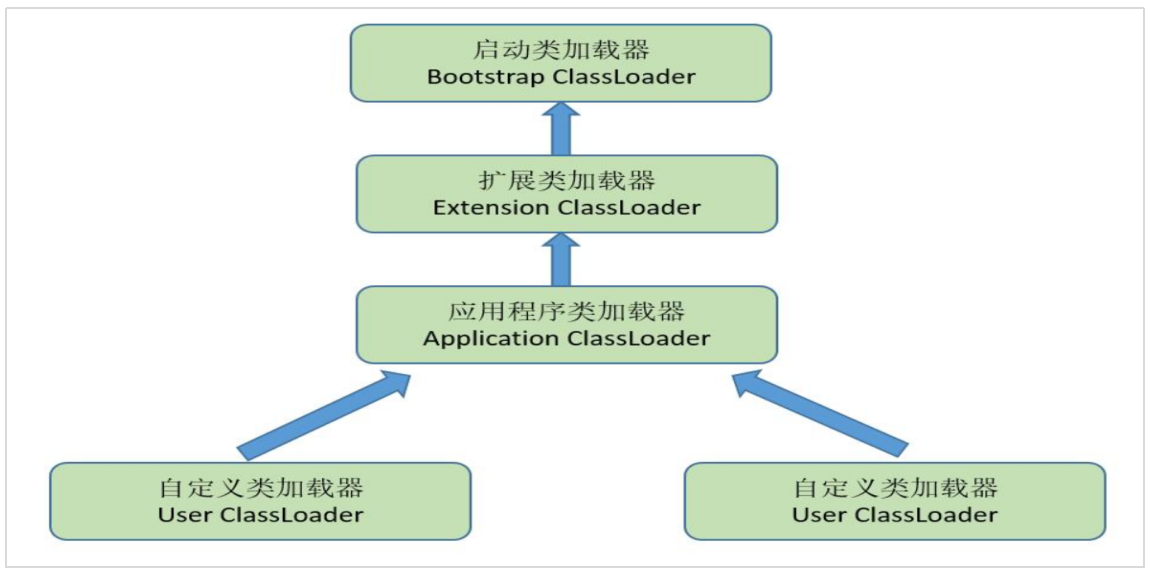 启动类加载器
Bootstrap ClassLoader
扩展类加载器
Extension ClassLoader
应用程序类加载器
Application ClassLoader
自定义类加载器
User ClassLoader
自定义类加载器
User ClassLoader